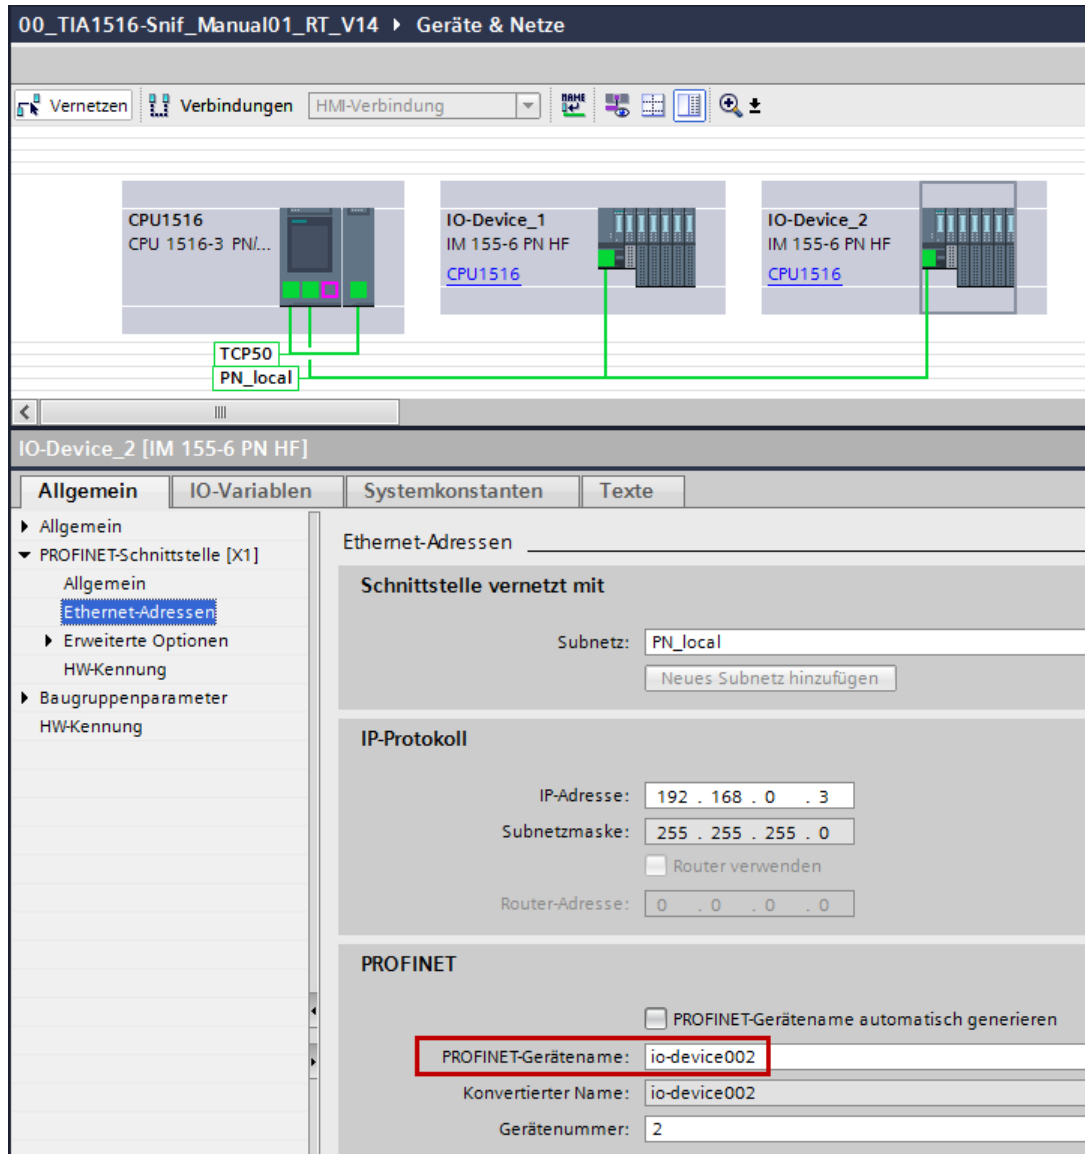 00_TIA1516-Snif_Manual01_RT_V14 ▸ Geräte & Netze
Vernetzen Verbindungen HMI-Verbindung
CPU1516 IO-Device_1 IO-Device_2
CPU 1516-3 PN/... IM 155-6 PN HF IM 155-6 PN HF
CPU1516 CPU1516
TCP50
PN_local
IO-Device_2 [IM 155-6 PN HF]
Allgemein IO-Variablen Systemkonstanten Texte
Allgemein
PROFINET-Schnittstelle [X1]
Allgemein
Ethernet-Adressen
Erweiterte Optionen
HW-Kennung
Baugruppenparameter
HW-Kennung
Ethernet-Adressen
Schnittstelle vernetzt mit
Subnetz: PN_local
Neues Subnetz hinzufügen
IP-Protokoll
IP-Adresse: 192 . 168 . 0 . 3
Subnetzmaske: 255 . 255 . 255 . 0
Router verwenden
Router-Adresse: 0 . 0 . 0 . 0
PROFINET
PROFINET-Gerätename automatisch generieren
PROFINET-Gerätename: io-device002
Konvertierter Name: io-device002
Gerätenummer: 2